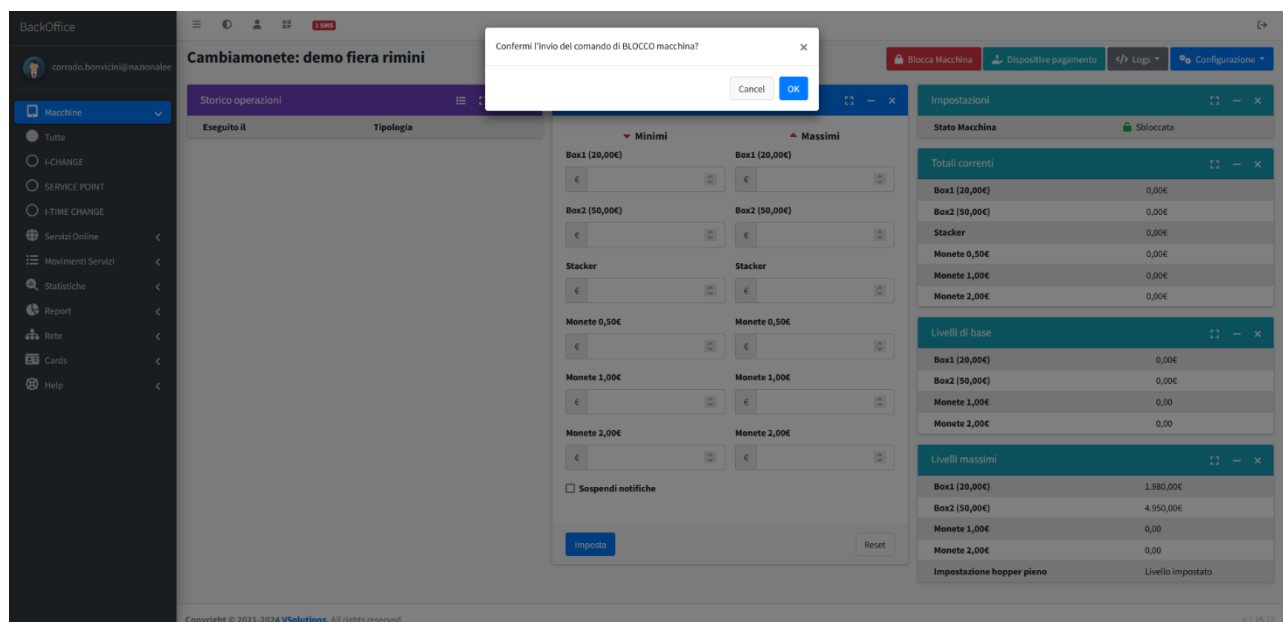 BackOffice
1 SMS
corrado.bonvicini@nazionalee
Macchine
Tutte
I-CHANGE
SERVICE POINT
I-TIME CHANGE
Servizi Online
Movimenti Servizi
Statistiche
Report
Rete
Cards
Help
Confermi l'invio del comando di BLOCCO macchina?
Cancel OK
Cambiamonete: demo fiera rimini
Blocca Macchina Dispositive pagamento </> Logs Configurazione
Storico operazioni
Eseguito il Tipologia
Minimi Massimi
Box1 (20,00€) Box1 (20,00€)
€ €
Box2 (50,00€) Box2 (50,00€)
€ €
Stacker Stacker
€ €
Monete 0,50€ Monete 0,50€
€ €
Monete 1,00€ Monete 1,00€
€ €
Monete 2,00€ Monete 2,00€
€ €
Sospendi notifiche
Imposta Reset
Impostazioni
Stato Macchina Sbloccata
Totali correnti
Box1 (20,00€) 0,00€
Box2 (50,00€) 0,00€
Stacker 0,00€
Monete 0,50€ 0,00€
Monete 1,00€ 0,00€
Monete 2,00€ 0,00€
Livelli di base
Box1 (20,00€) 0,00€
Box2 (50,00€) 0,00€
Monete 1,00€ 0,00
Monete 2,00€ 0,00
Livelli massimi
Box1 (20,00€) 1.980,00€
Box2 (50,00€) 4.950,00€
Monete 1,00€ 0,00
Monete 2,00€ 0,00
Impostazione hopper pieno Livello impostato
Copyright © 2021-2024 VSolutions. All rights reserved.